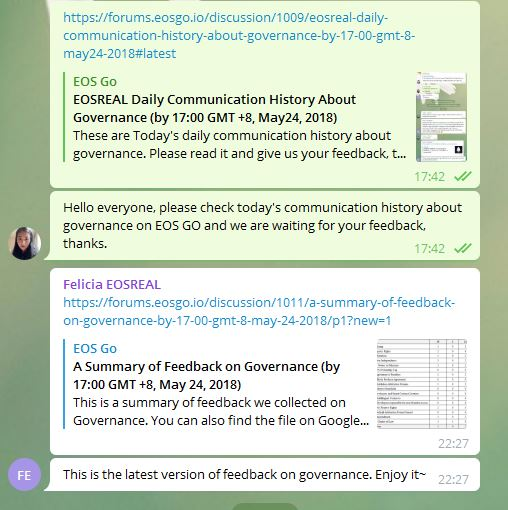 https://forums.eosgo.io/discussion/1009/eosreal-daily-
communication-history-about-governance-by-17-00-gmt-8-
may24-2018#latest
EOS Go
EOSREAL Daily Communication History About
Governance (by 17:00 GMT +8, May24, 2018)
These are Today's daily communication history about
governance. Please read it and give us your feedback, t...
17:42
Hello everyone, please check today's communication history about
governance on EOS GO and we are waiting for your feedback,
thanks.
17:42
Felicia EOSREAL
https://forums.eosgo.io/discussion/1011/a-summary-of-feedback-
on-governance-by-17-00-gmt-8-may-24-2018/p1?new=1
EOS Go
A Summary of Feedback on Governance (by
17:00 GMT +8, May 24, 2018)
This is a summary of feedback we collected on
Governance. You can also find the file on Google...
22:27
FE
This is the latest version of feedback on governance. Enjoy it~
22:27